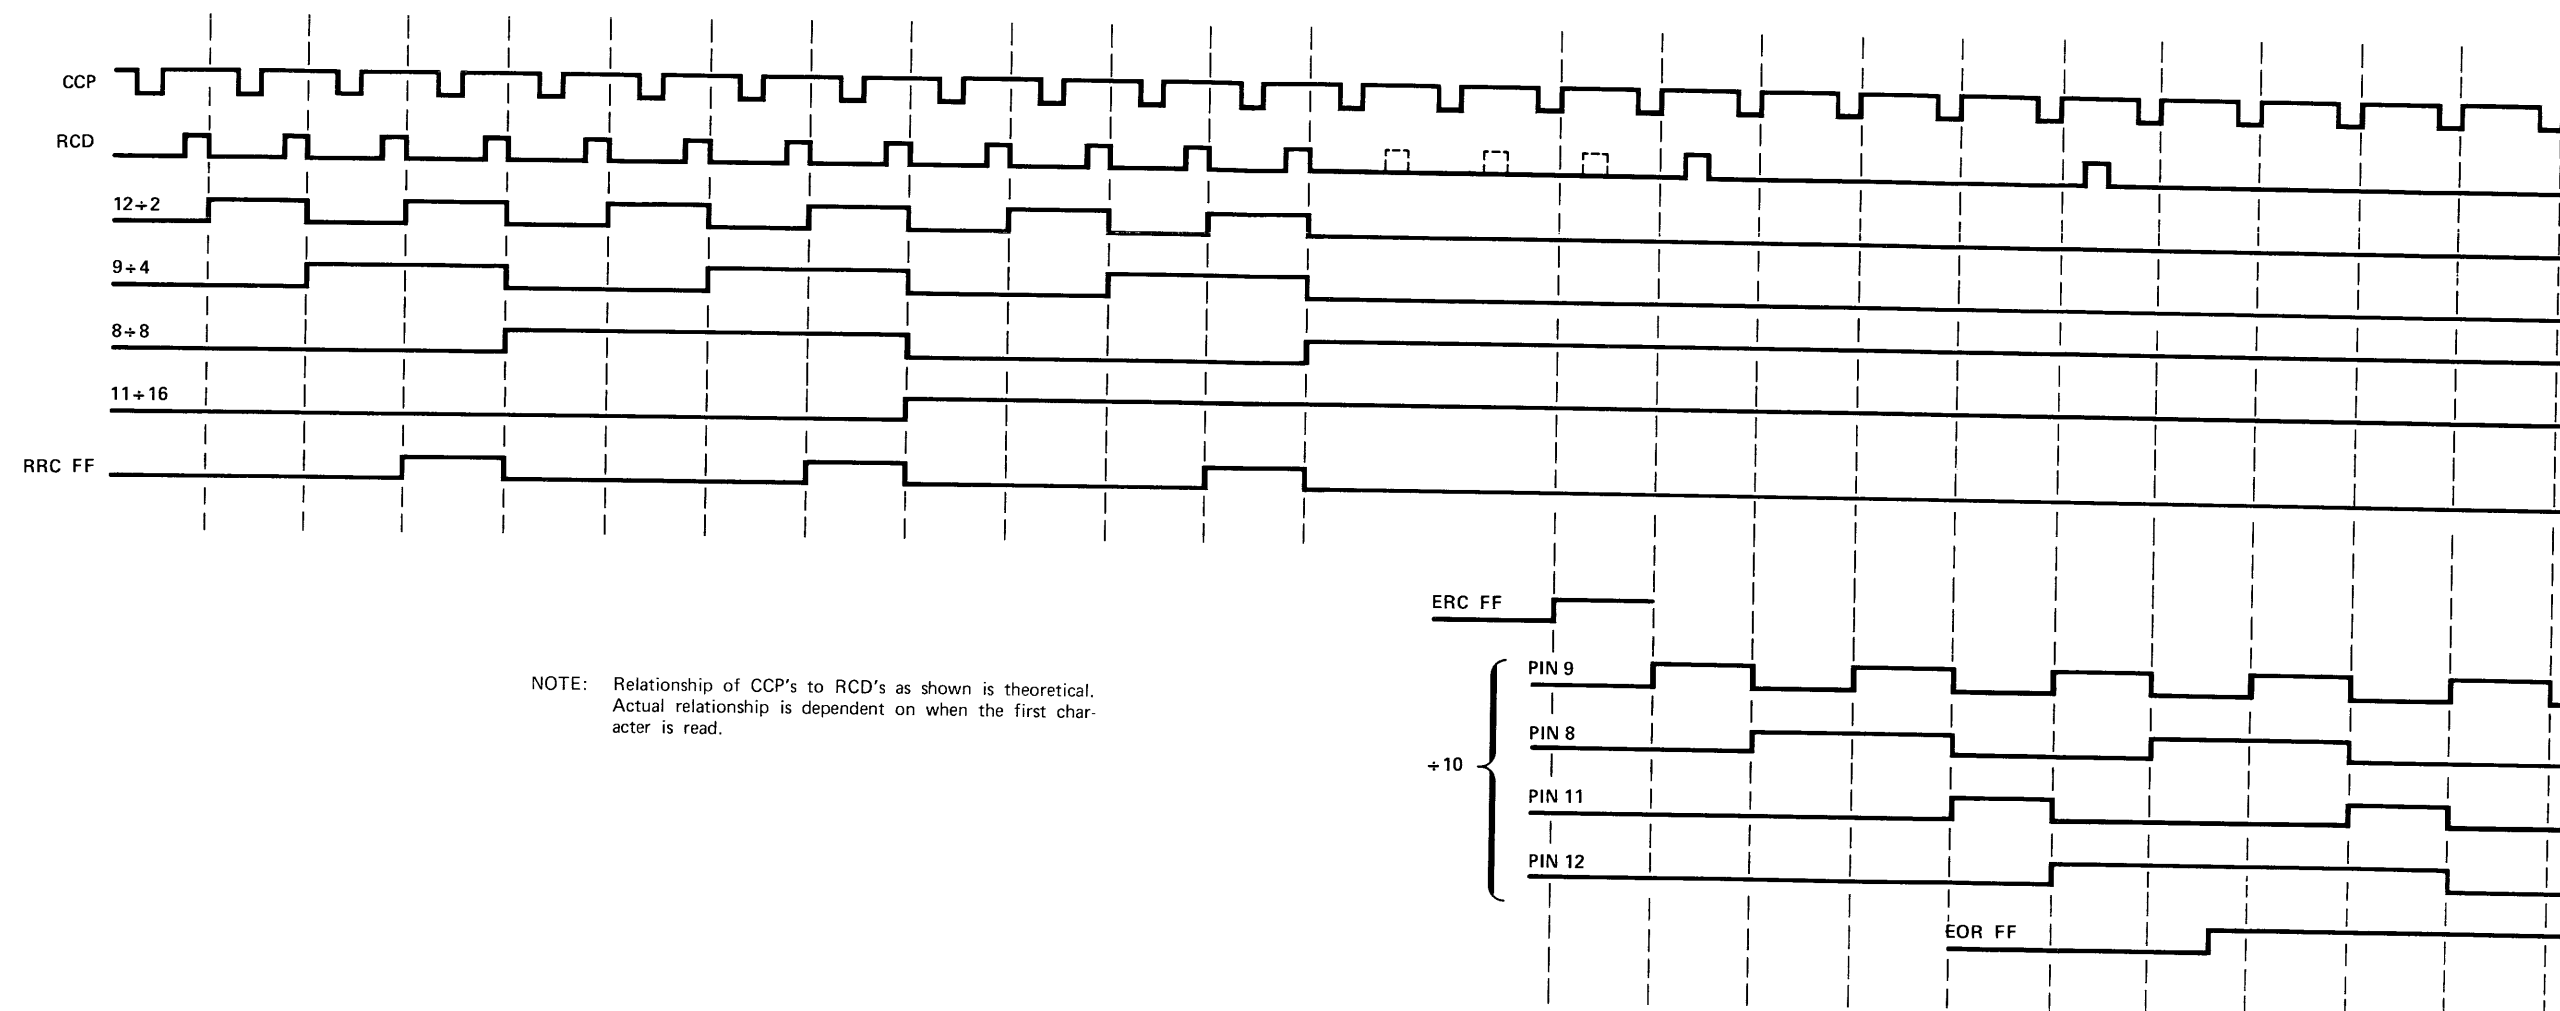 CCP
RCD
12÷2
9÷4
8÷8
11÷16
RRC FF
ERC FF
NOTE: Relationship of CCP's to RCD's as shown is theoretical.
Actual relationship is dependent on when the first char-
acter is read.
PIN 9
PIN 8
÷10
PIN 11
PIN 12
EOR FF